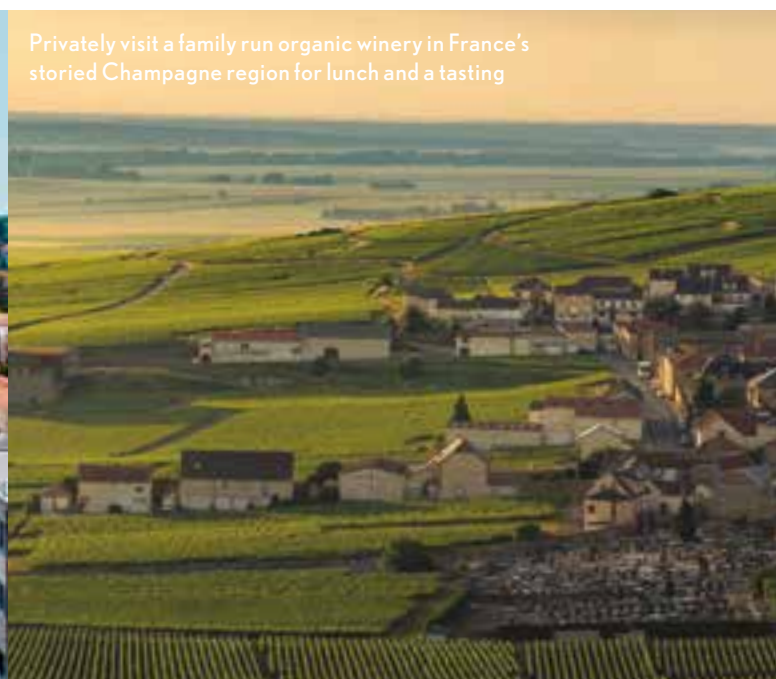 Privately visit a family run organic winery in France's
storied Champagne region for lunch and a tasting